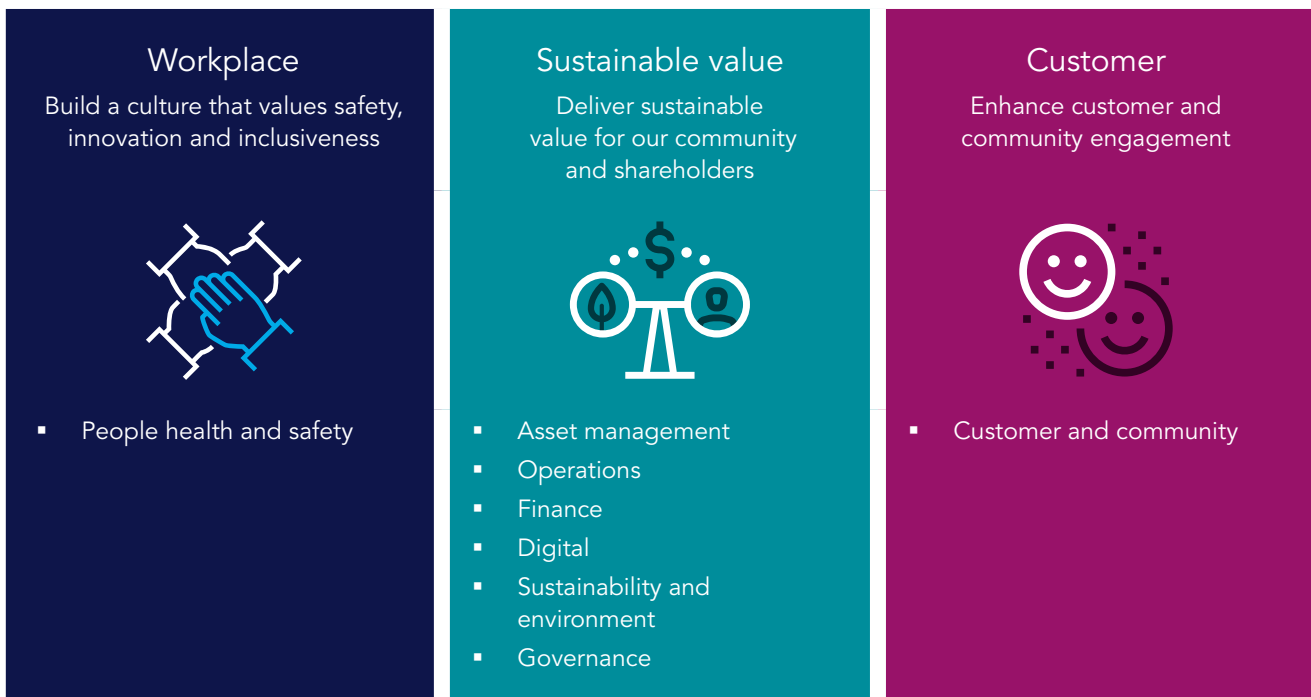 Workplace
Build a culture that values safety,
innovation and inclusiveness
▪ People health and safety
Sustainable value
Deliver sustainable
value for our community
and shareholders
$
▪ Asset management
▪ Operations
▪ Finance
▪ Digital
▪ Sustainability and
environment
▪ Governance
Customer
Enhance customer and
community engagement
▪ Customer and community